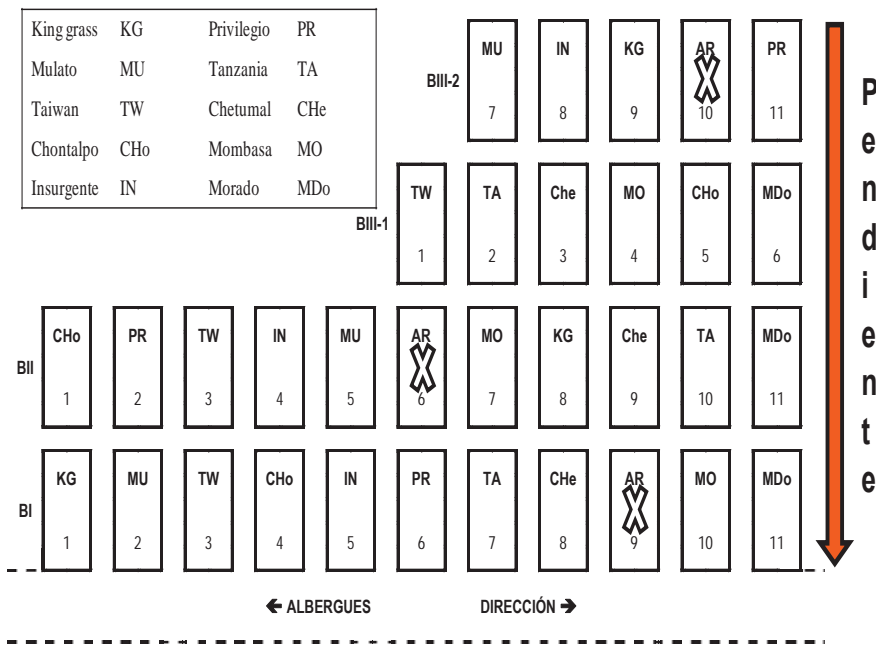 King grass KG Privilegio PR
Mulato MU Tanzania TA
Taiwan TW Chetumal CHe
Chontalpo CHo Mombasa MO
Insurgente IN Morado MDo
BIII-2
MU IN KG AR PR
7 8 9 10 11
BIII-1
TW TA Che MO CHo MDo
1 2 3 4 5 6
BII
CHo PR TW IN MU AR MO KG Che TA MDo
1 2 3 4 5 6 7 8 9 10 11
BI
KG MU TW CHo IN PR TA CHe AR MO MDo
1 2 3 4 5 6 7 8 9 10 11
← ALBERGUES DIRECCIÓN →
Pendiente